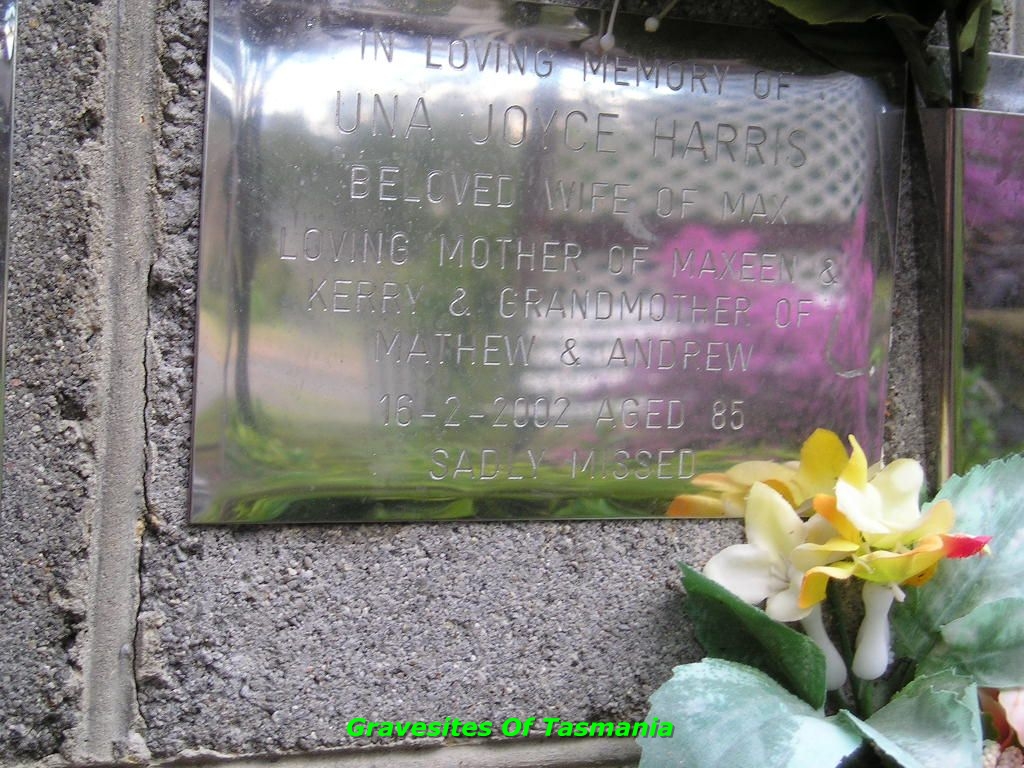 IN LOVING MEMORY OF
UNA JOYCE HARRIS
BELOVED WIFE OF MAX
LOVING MOTHER OF MAXEEN &
KERRY & GRANDMOTHER OF
MATHEW & ANDREW
16-2-2002 AGED 85
SADLY MISSED
Gravesites Of Tasmania